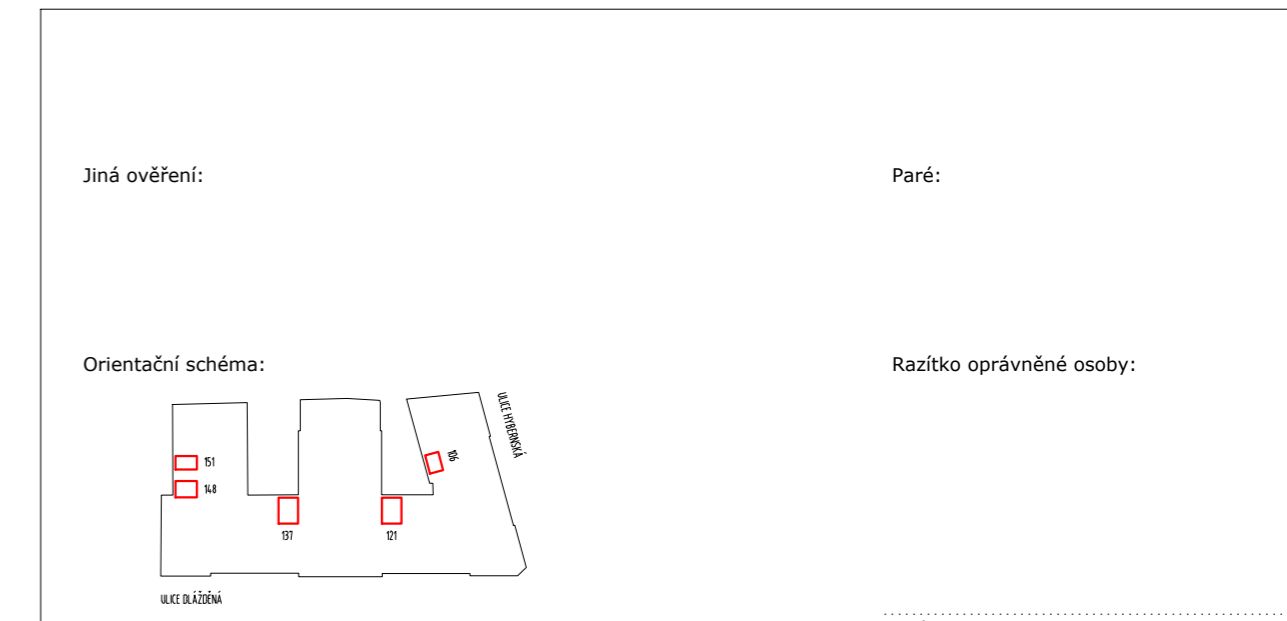 Jiná ověření:
Paré:
Orientační schéma:
Razítko oprávněné osoby:
ULICE HYBERNSKÁ
151
106
148
137
121
ULICE DLÁŽDĚNÁ